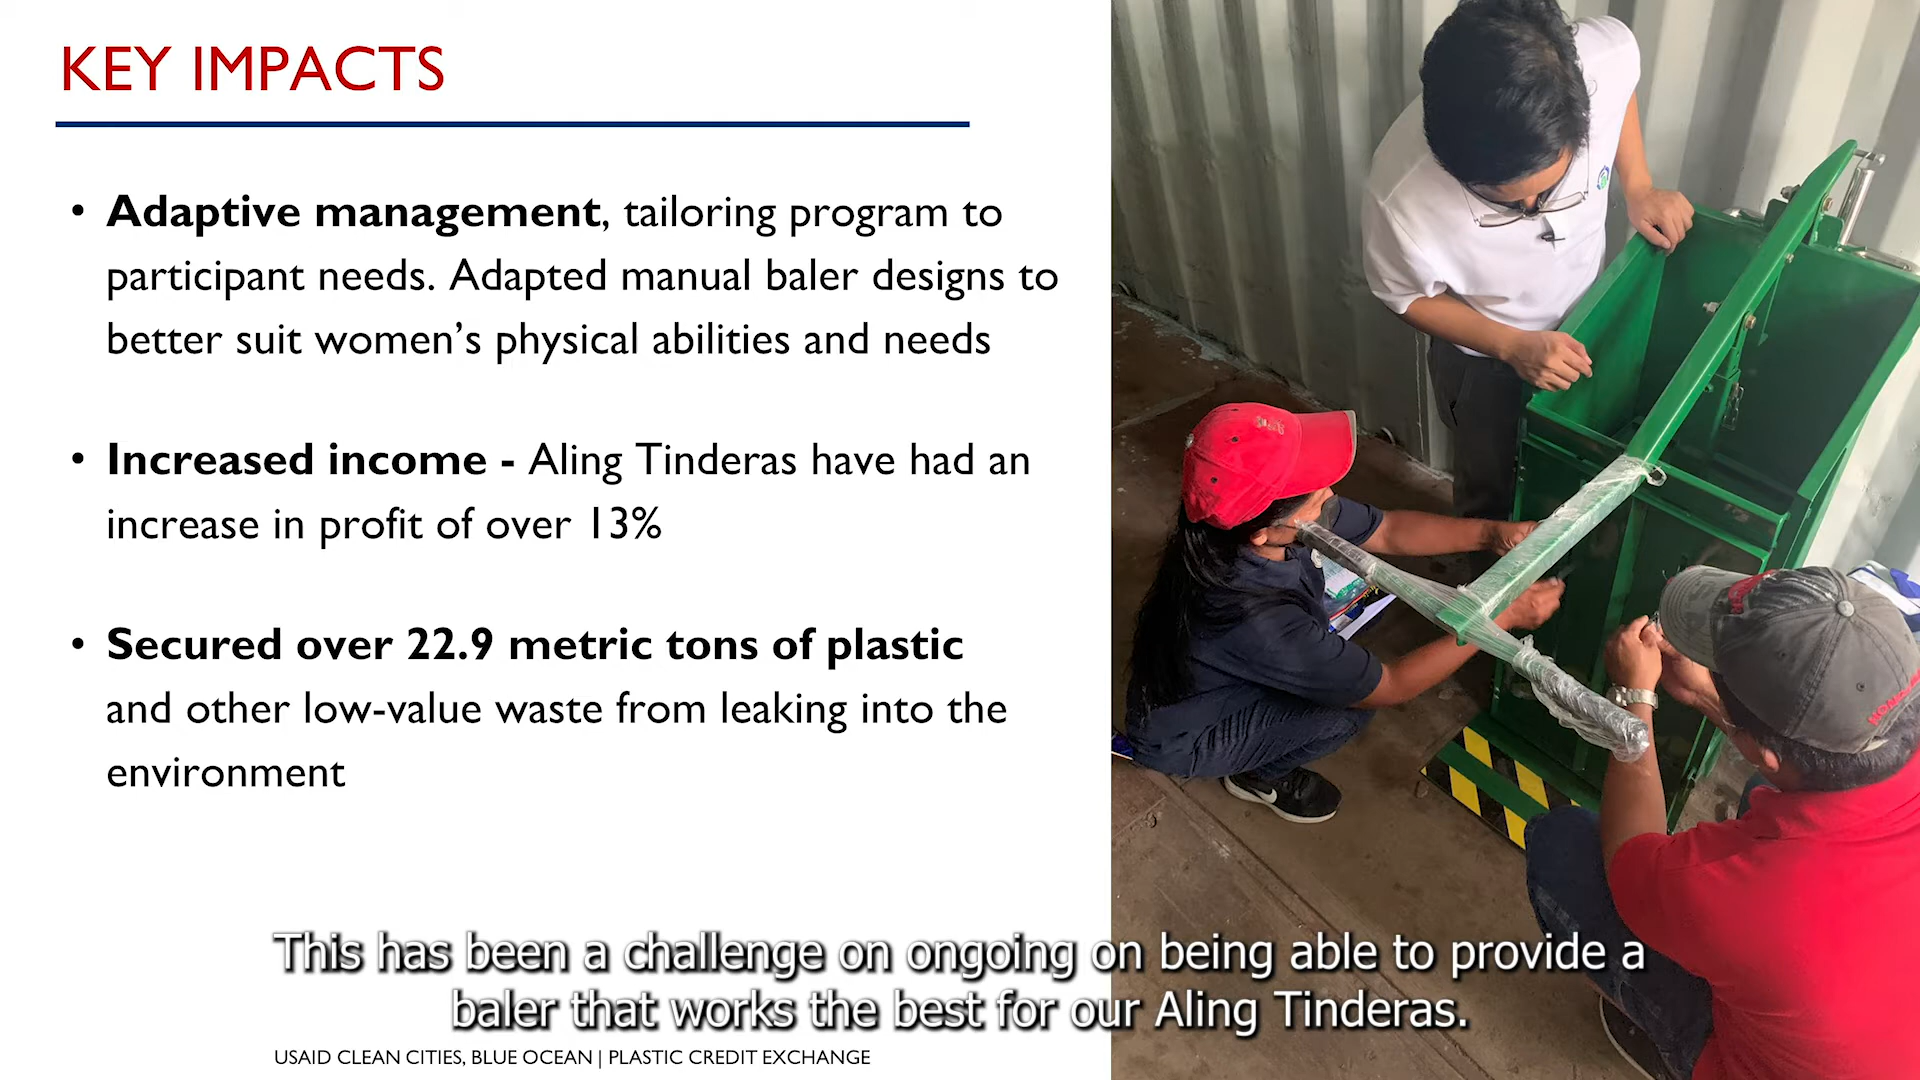 KEY IMPACTS
• Adaptive management, tailoring program to
participant needs. Adapted manual baler designs to
better suit women's physical abilities and needs
• Increased income - Aling Tinderas have had an
increase in profit of over 13%
• Secured over 22.9 metric tons of plastic
and other low-value waste from leaking into the
environment
This has been a challenge on ongoing on being able to provide a
baler that works the best for our Aling Tinderas.
USAID CLEAN CITIES, BLUE OCEAN | PLASTIC CREDIT EXCHANGE